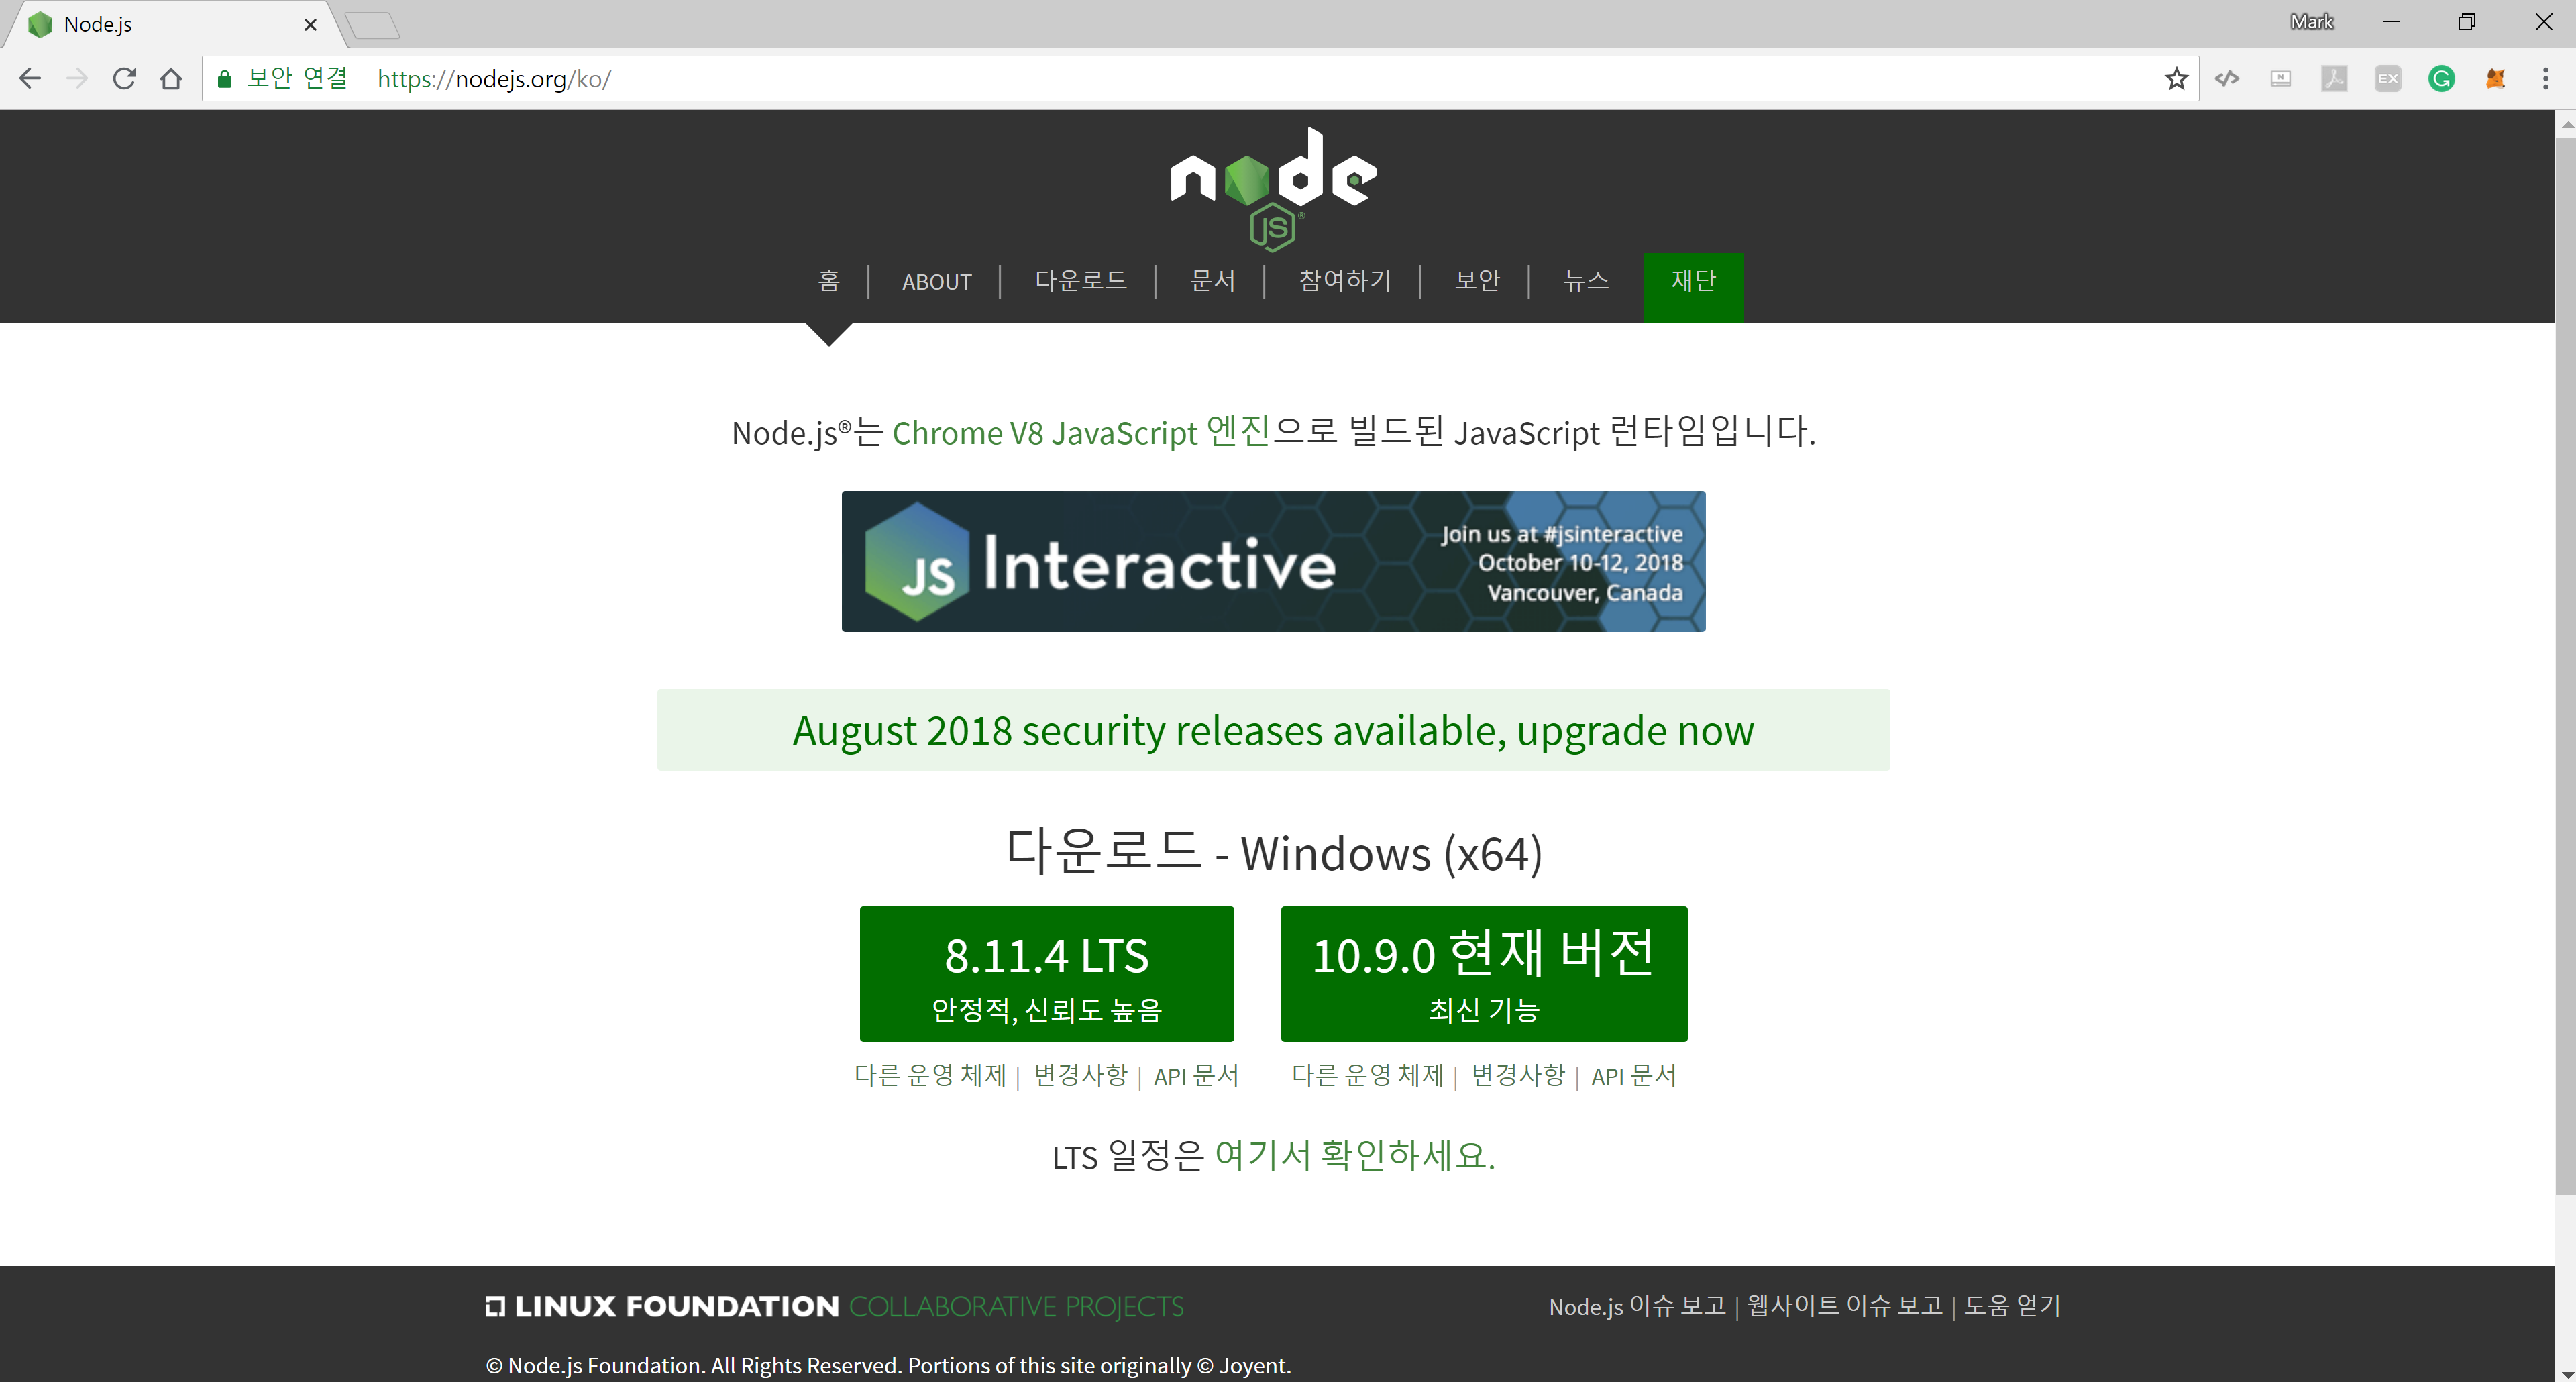 Node.js
Mark
보안 연결 https://nodejs.org/ko/
EX
node
JS®
홈 ABOUT 다운로드 문서 참여하기 보안 뉴스 재단
Node.js®는 Chrome V8 JavaScript 엔진으로 빌드된 JavaScript 런타임입니다.
JS Interactive
Join us at #jsinteractive
October 10-12, 2018
Vancouver, Canada
August 2018 security releases available, upgrade now
다운로드 - Windows (x64)
8.11.4 LTS
안정적, 신뢰도 높음
10.9.0 현재 버전
최신 기능
다른 운영 체제 | 변경사항 | API 문서
다른 운영 체제 | 변경사항 | API 문서
LTS 일정은 여기서 확인하세요.
LINUX FOUNDATION COLLABORATIVE PROJECTS
Node.js 이슈 보고 | 웹사이트 이슈 보고 | 도움 얻기
© Node.js Foundation. All Rights Reserved. Portions of this site originally © Joyent.